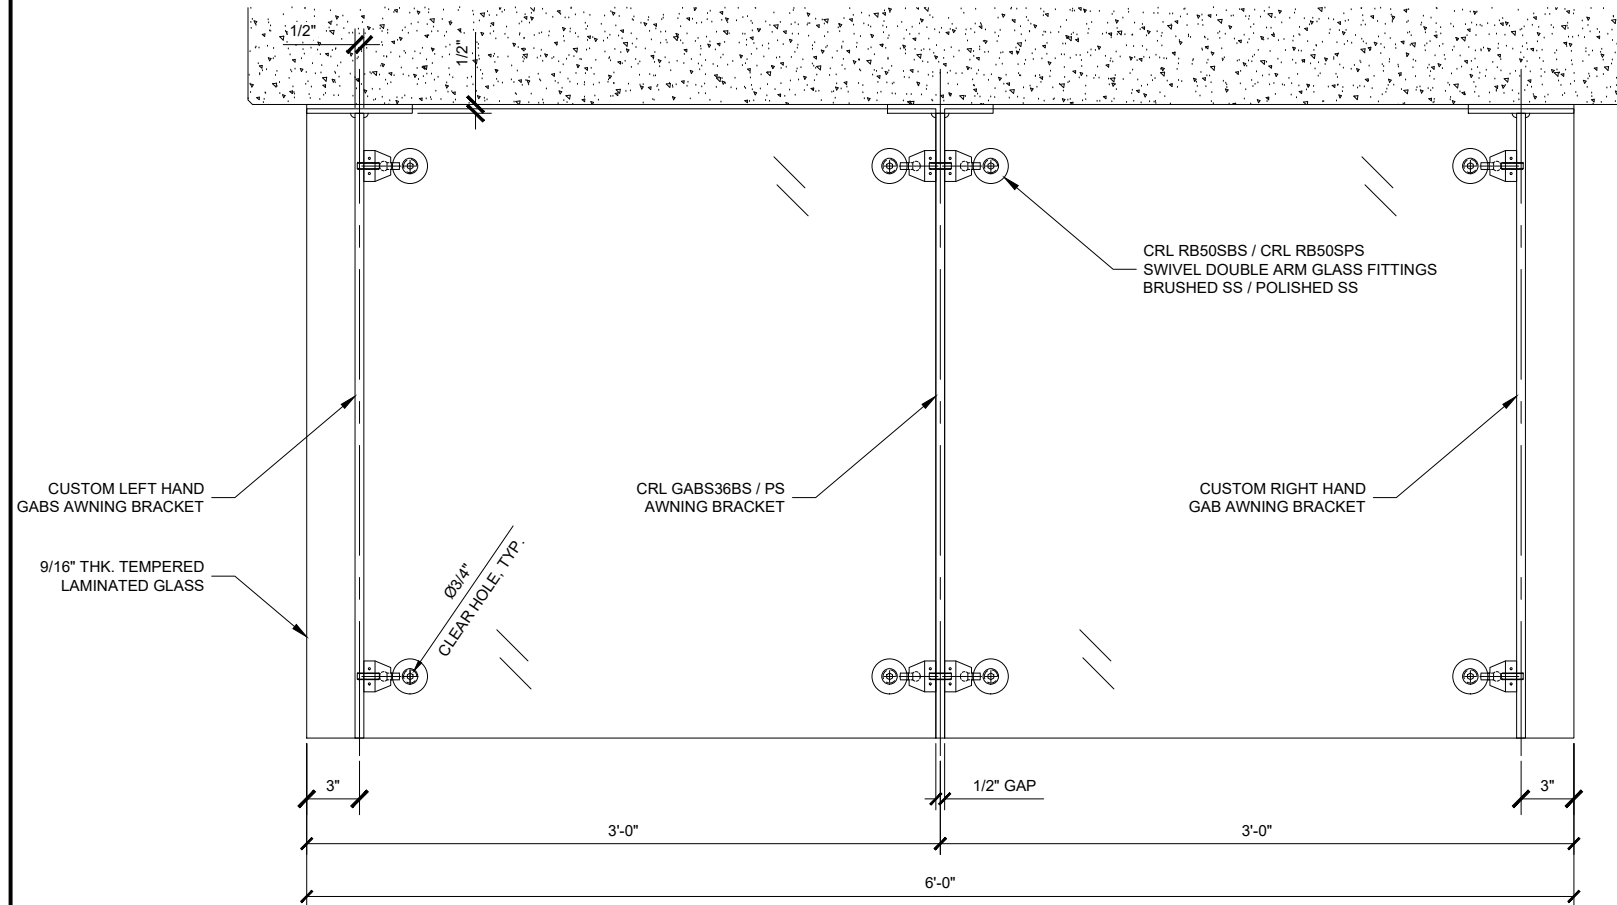 1/2"
1/2"
CRL RB50SBS / CRL RB50SPS
SWIVEL DOUBLE ARM GLASS FITTINGS
BRUSHED SS / POLISHED SS
CUSTOM LEFT HAND
GABS AWNING BRACKET
CRL GABS36BS / PS
AWNING BRACKET
CUSTOM RIGHT HAND
GAB AWNING BRACKET
9/16" THK. TEMPERED
LAMINATED GLASS
Ø3/4"
CLEAR HOLE, TYP.
3"
1/2" GAP
3"
3'-0"
3'-0"
6'-0"